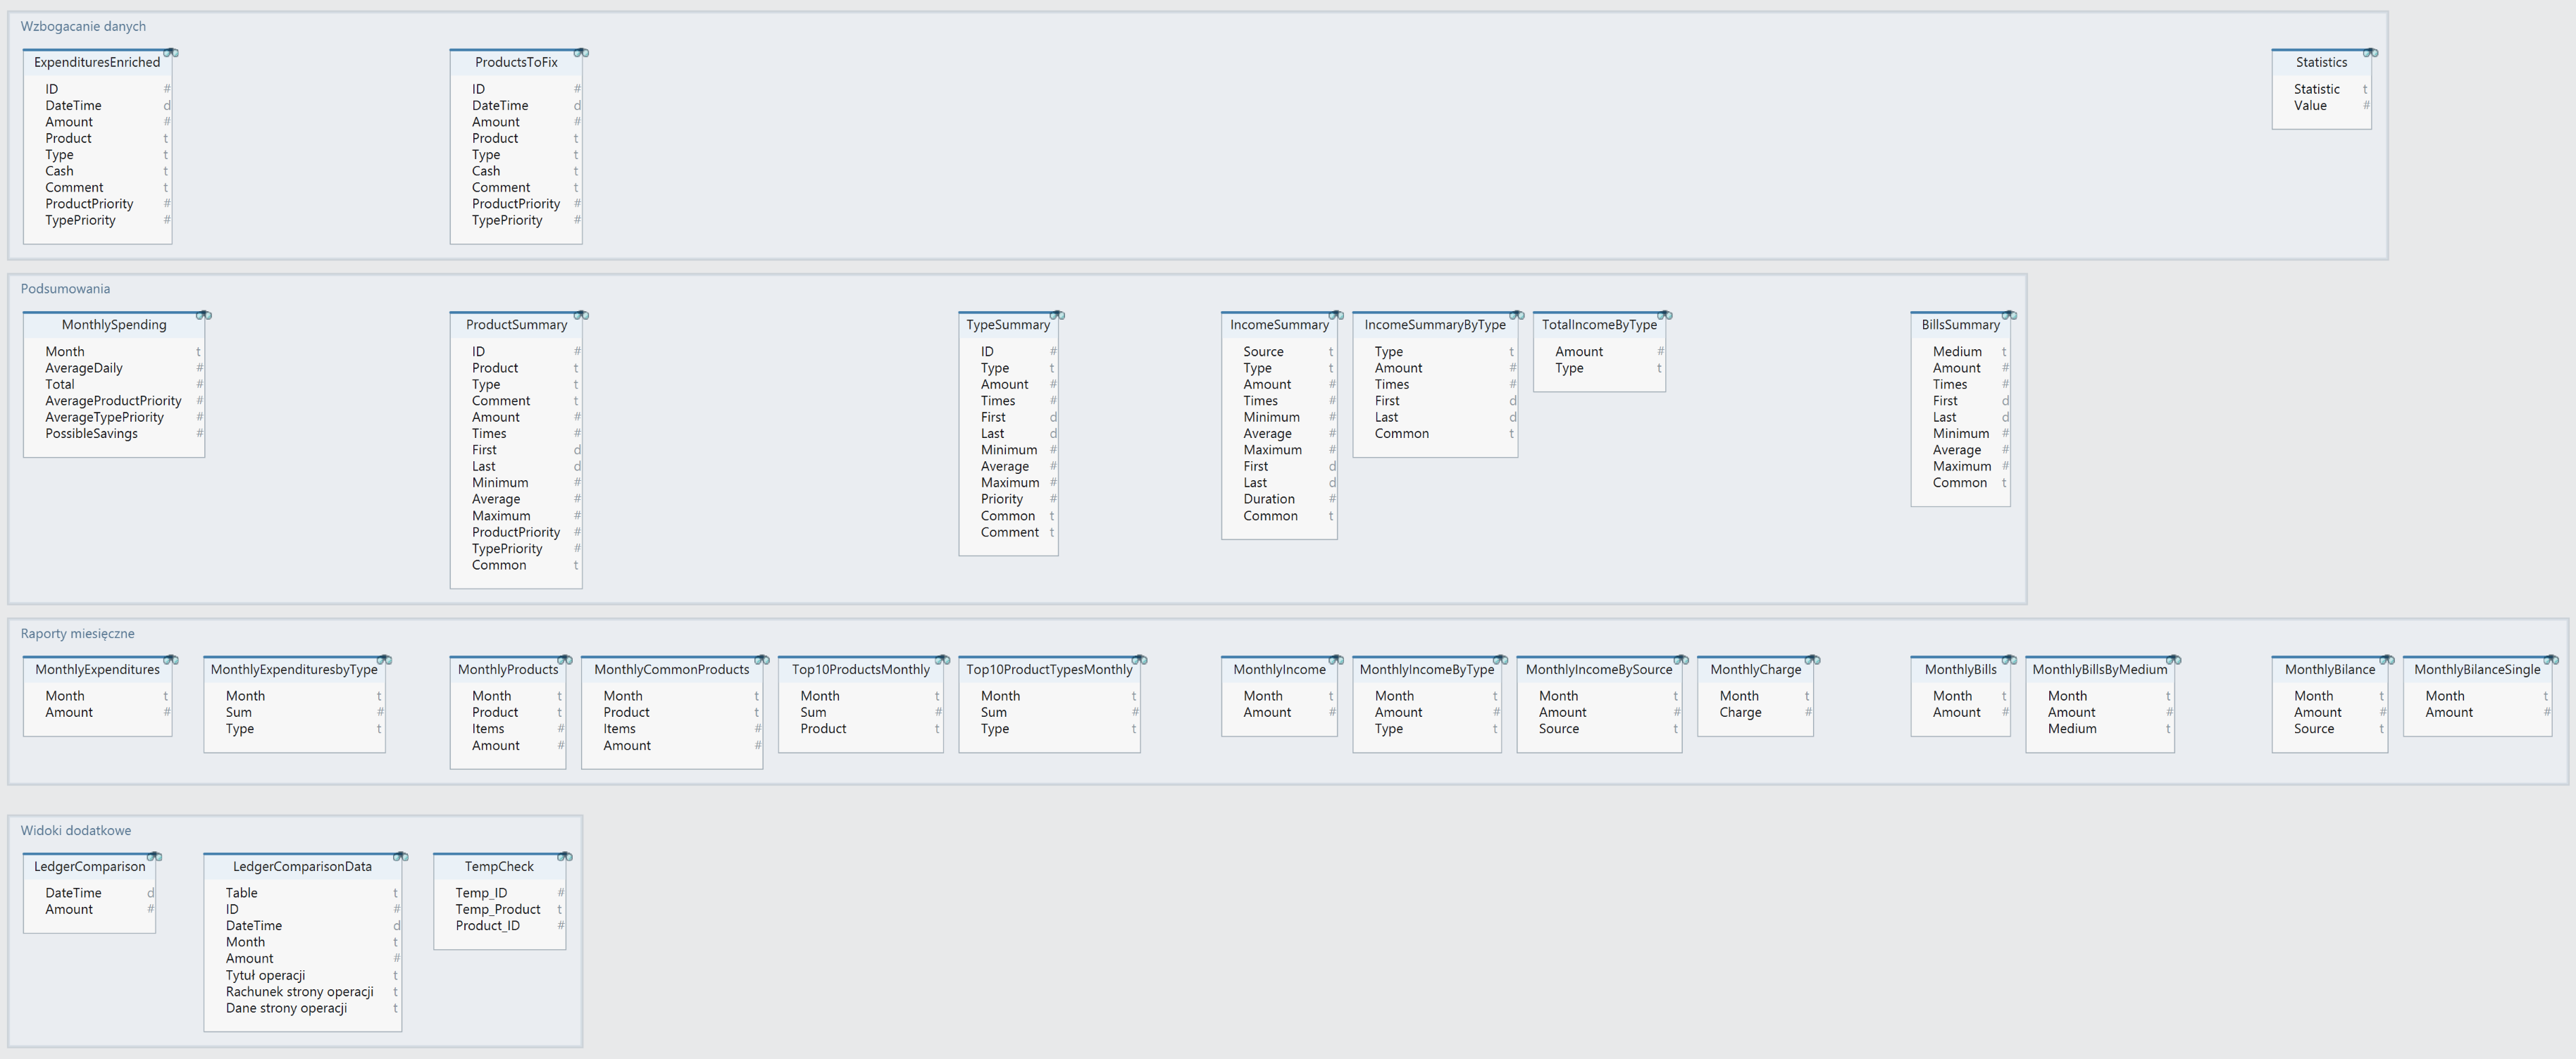 Wzbogacanie danych
ExpendituresEnriched
ID #
DateTime d
Amount #
Product t
Type t
Cash t
Comment t
ProductPriority #
TypePriority #
ProductsToFix
ID #
DateTime d
Amount #
Product t
Type t
Cash t
Comment t
ProductPriority #
TypePriority #
Statistics
Statistic t
Value #
Podsumowania
MonthlySpending
Month t
AverageDaily #
Total #
AverageProductPriority #
AverageTypePriority #
PossibleSavings #
ProductSummary
ID #
Product t
Type t
Comment t
Amount #
Times #
First d
Last d
Minimum #
Average #
Maximum #
ProductPriority #
TypePriority #
Common t
TypeSummary
ID #
Type t
Amount #
Times #
First d
Last d
Minimum #
Average #
Maximum #
Priority #
Common t
Comment t
IncomeSummary
Source t
Type t
Amount #
Times #
Minimum #
Average #
Maximum #
First d
Last d
Duration #
Common t
IncomeSummaryByType
Type t
Amount #
Times #
First d
Last d
Common t
TotalIncomeByType
Amount #
Type t
BillsSummary
Medium t
Amount #
Times #
First d
Last d
Minimum #
Average #
Maximum #
Common t
Raporty miesięczne
MonthlyExpenditures
Month t
Amount #
MonthlyExpendituresbyType
Month t
Sum #
Type t
MonthlyProducts
Month t
Product t
Items #
Amount #
MonthlyCommonProducts
Month t
Product t
Items #
Amount #
Top10ProductsMonthly
Month t
Sum #
Product t
Top10ProductTypesMonthly
Month t
Sum #
Type t
MonthlyIncome
Month t
Amount #
MonthlyIncomeByType
Month t
Amount #
Type t
MonthlyIncomeBySource
Month t
Amount #
Source t
MonthlyCharge
Month t
Charge #
MonthlyBills
Month t
Amount #
MonthlyBillsByMedium
Month t
Amount #
Medium t
MonthlyBilance
Month t
Amount #
Source t
MonthlyBilanceSingle
Month t
Amount #
Widoki dodatkowe
LedgerComparison
DateTime d
Amount #
LedgerComparisonData
Table t
ID #
DateTime d
Month t
Amount #
Tytuł operacji t
Rachunek strony operacji t
Dane strony operacji t
TempCheck
Temp_ID #
Temp_Product t
Product_ID #